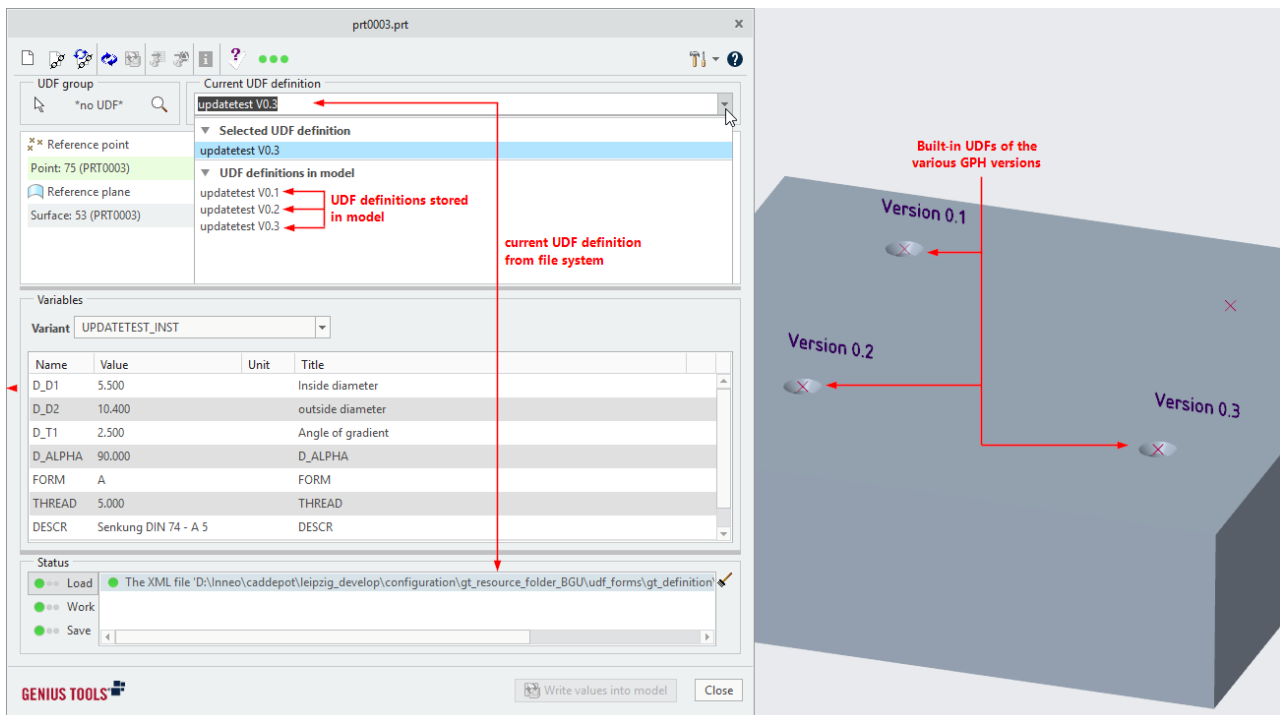 prt0003.prt
UDF group
*no UDF*
Current UDF definition
updatetest V0.3
Selected UDF definition
updatetest V0.3
UDF definitions in model
updatetest V0.1
updatetest V0.2
updatetest V0.3
UDF definitions stored
in model
current UDF definition
from file system
Reference point
Point: 75 (PRT0003)
Reference plane
Surface: 53 (PRT0003)
Variables
Variant UPDATETEST_INST
Name Value Unit Title
D_D1 5.500 Inside diameter
D_D2 10.400 outside diameter
D_T1 2.500 Angle of gradient
D_ALPHA 90.000 D_ALPHA
FORM A FORM
THREAD 5.000 THREAD
DESCR Senkung DIN 74 - A 5 DESCR
Status
Load
Work
Save
The XML file 'D:\Inneo\caddepot\leipzig_develop\configuration\gt_resource_folder_BGU\udf_forms\gt_definition\
GENIUS TOOLS
Write values into model
Close
Built-in UDFs of the
various GPH versions
Version 0.1
Version 0.2
Version 0.3